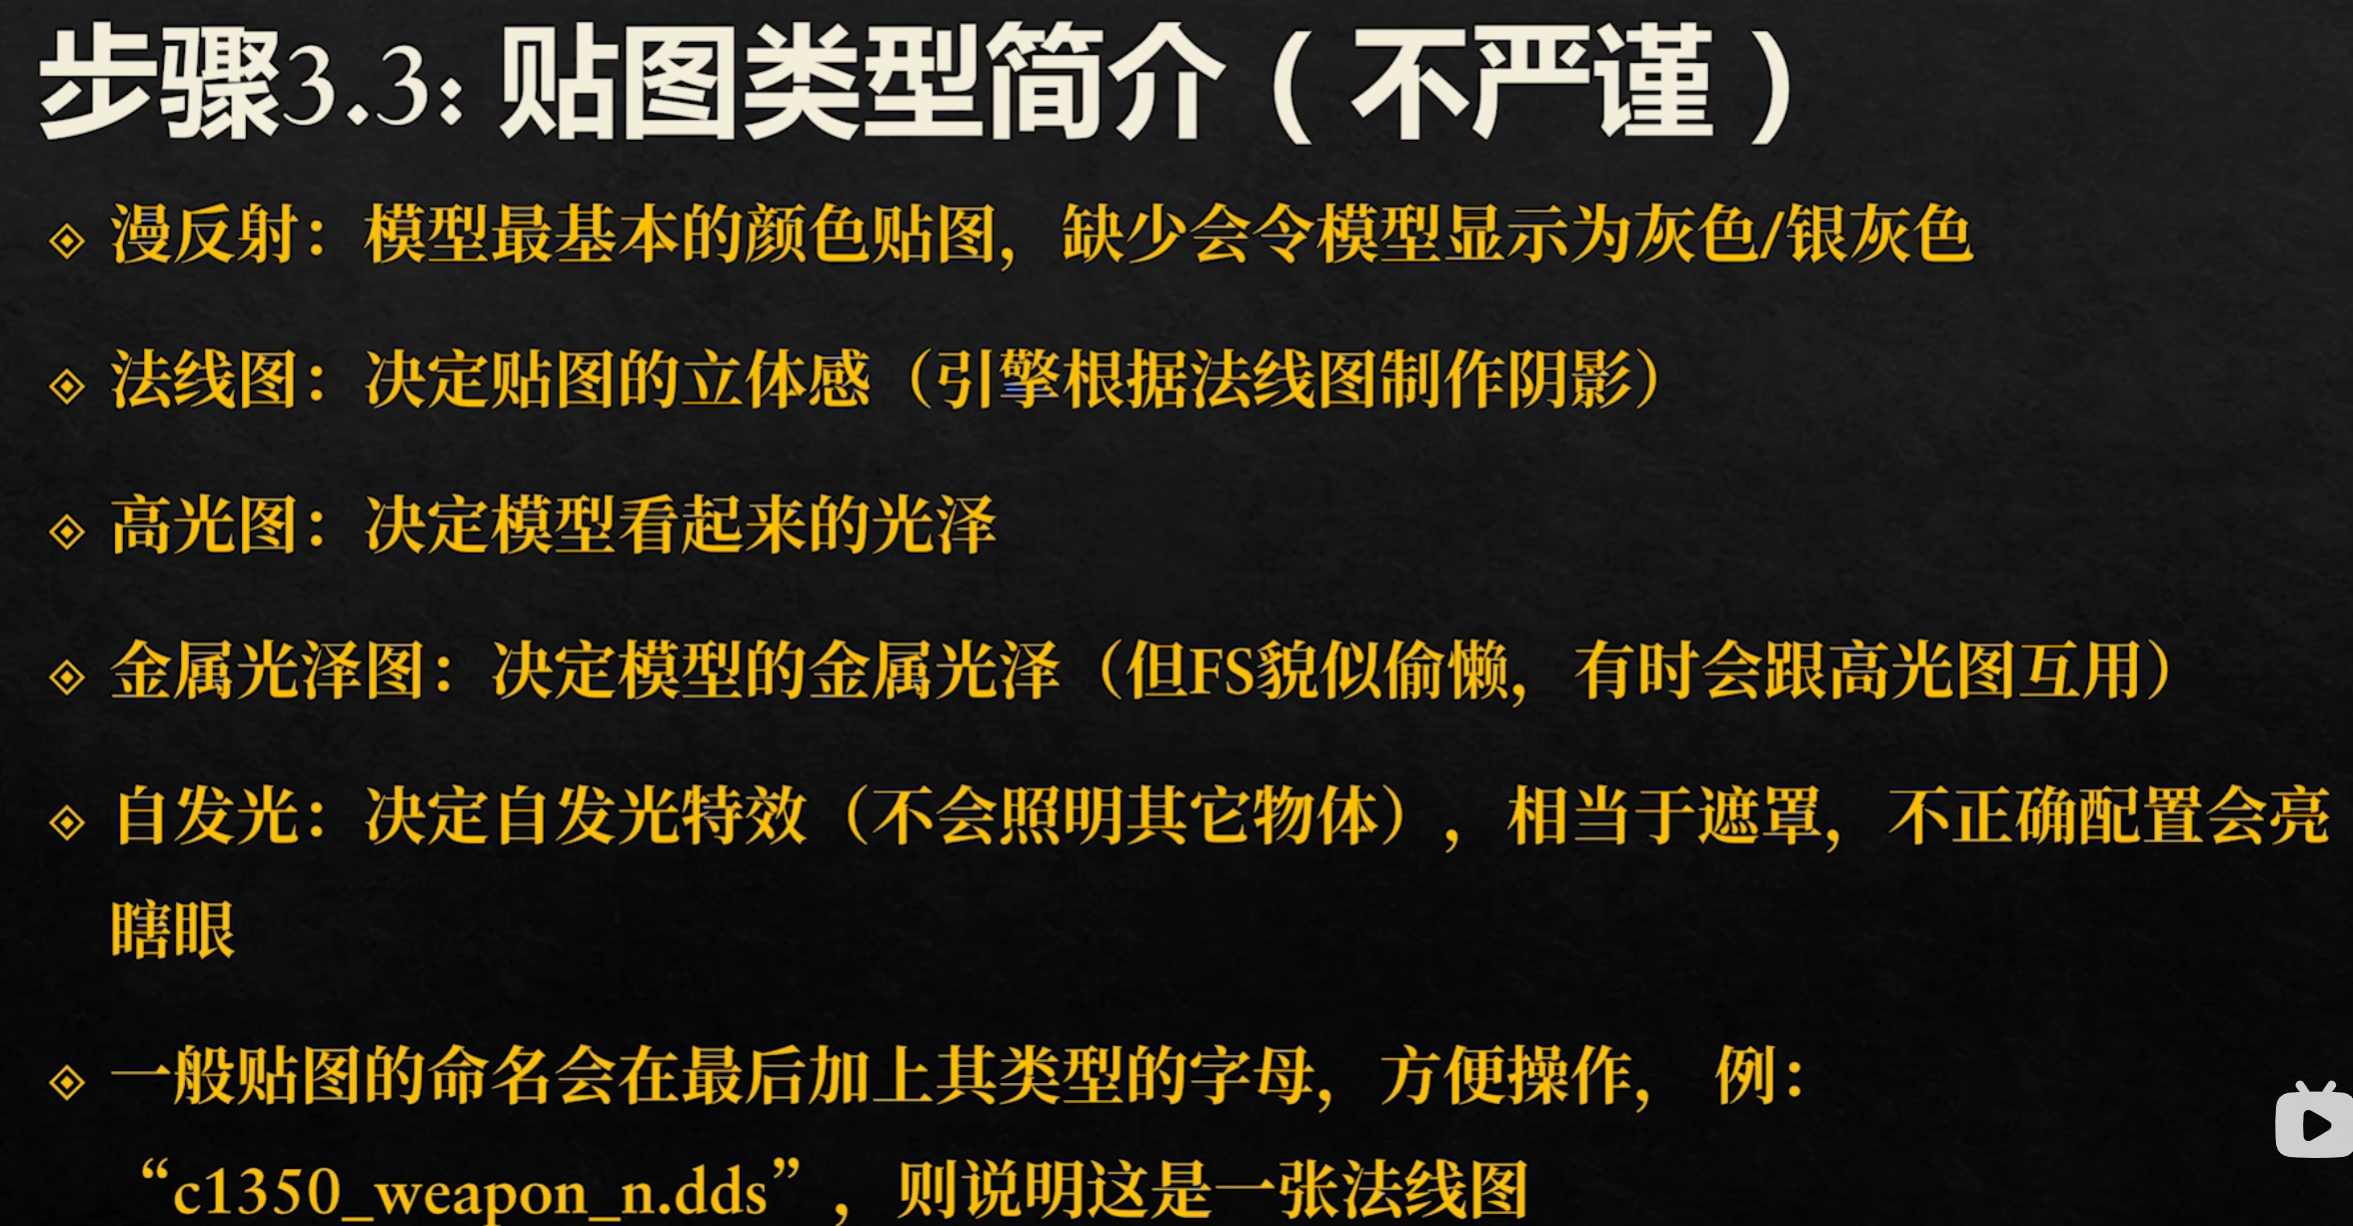 步骤3.3: 贴图类型简介（不严谨）
漫反射：模型最基本的颜色贴图，缺少会令模型显示为灰色/银灰色
法线图：决定贴图的立体感（引擎根据法线图制作阴影）
高光图：决定模型看起来的光泽
金属光泽图：决定模型的金属光泽（但FS貌似偷懒，有时会跟高光图互用）
自发光：决定自发光特效（不会照明其它物体），相当于遮罩，不正确配置会亮
瞎眼
一般贴图的命名会在最后加上其类型的字母，方便操作， 例：
“c1350_weapon_n.dds”，则说明这是一张法线图